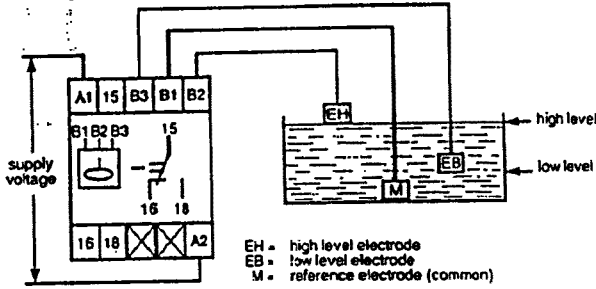 A1 15 B3 B1 B2
B1 B2 B3
15
16 18
16 18 A2
supply
voltage
EH
EB
M
high level
low level
EH = high level electrode
EB = low level electrode
M = reference electrode (common)